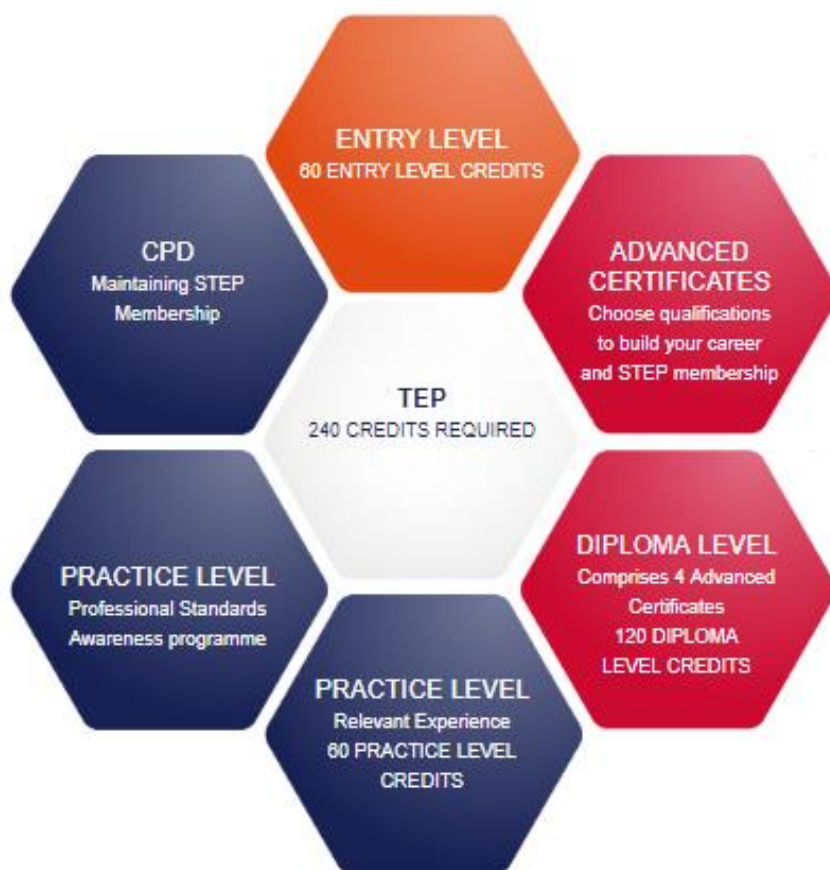 ENTRY LEVEL
60 ENTRY LEVEL CREDITS
CPD
Maintaining STEP
Membership
ADVANCED
CERTIFICATES
Choose qualifications
to build your career
and STEP membership
TEP
240 CREDITS REQUIRED
PRACTICE LEVEL
Professional Standards
Awareness programme
DIPLOMA LEVEL
Comprises 4 Advanced
Certificates
120 DIPLOMA
LEVEL CREDITS
PRACTICE LEVEL
Relevant Experience
60 PRACTICE LEVEL
CREDITS